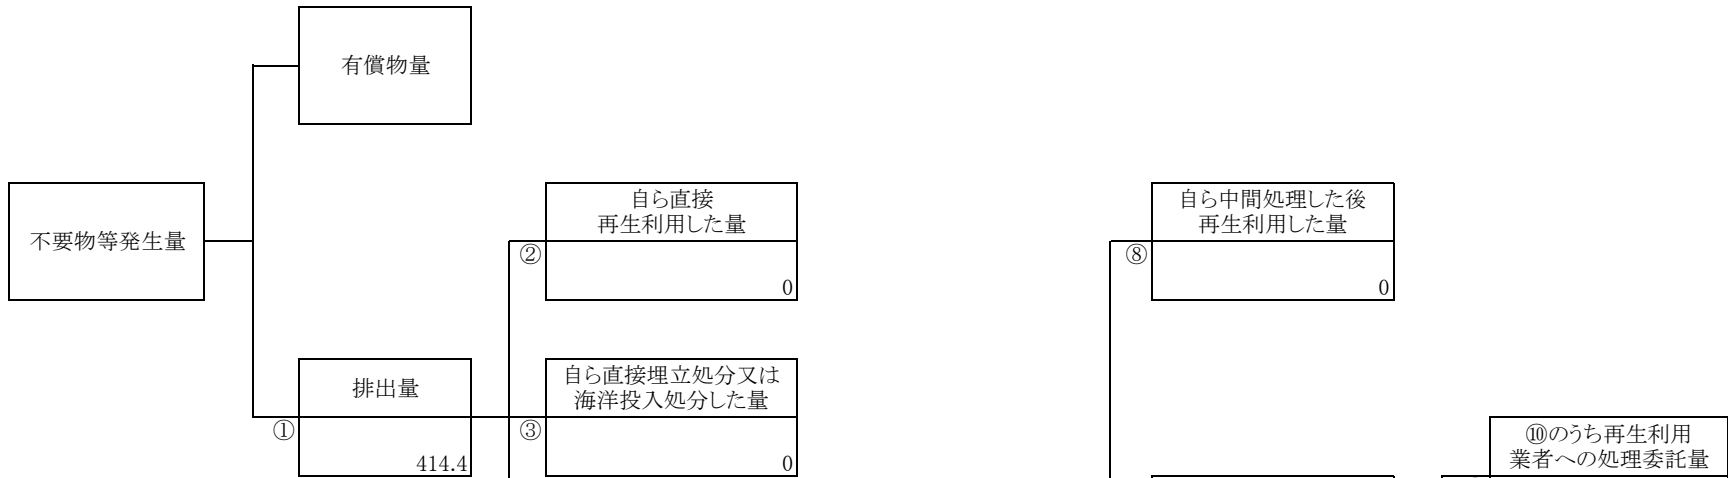 有償物量
不要物等発生量
自ら直接
再生利用した量
②
0
自ら中間処理した後
再生利用した量
⑧
0
排出量
①
414.4
自ら直接埋立処分又は
海洋投入処分した量
③
0
⑩のうち再生利用
業者への処理委託量